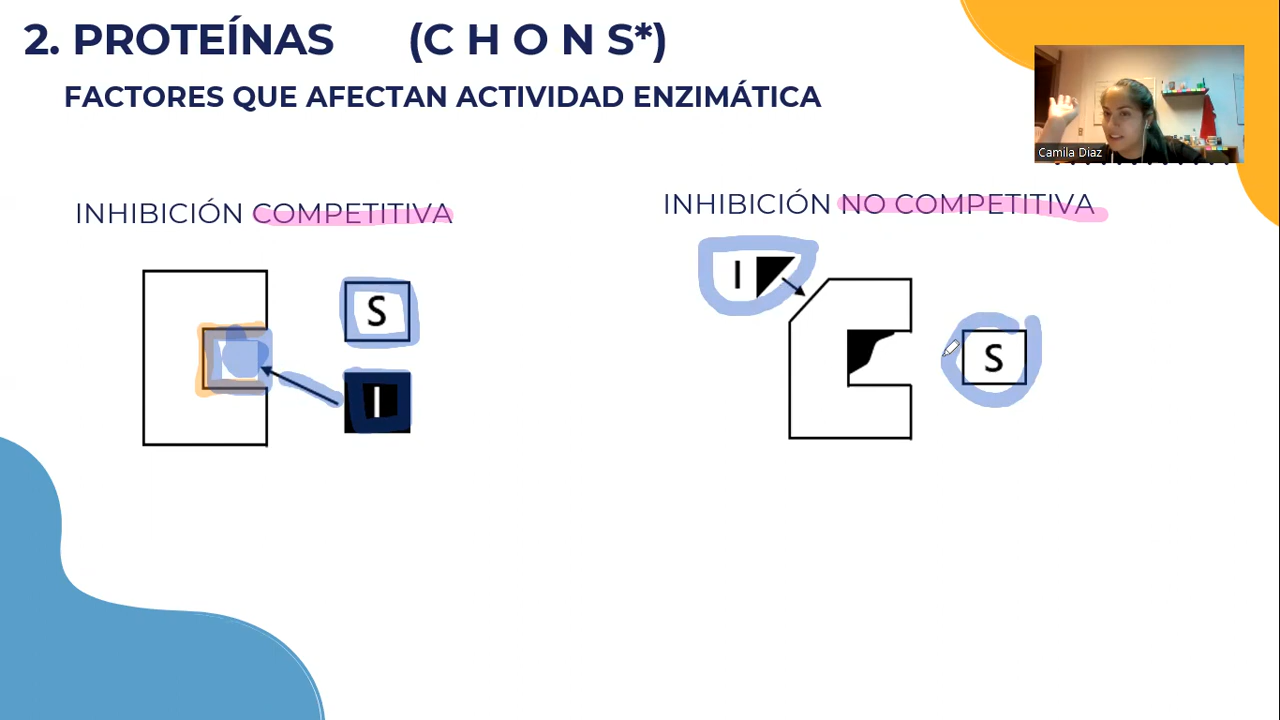 2. PROTEÍNAS (C H O N S*)
FACTORES QUE AFECTAN ACTIVIDAD ENZIMÁTICA
Camila Diaz
INHIBICIÓN COMPETITIVA
INHIBICIÓN NO COMPETITIVA
S
I
I
S